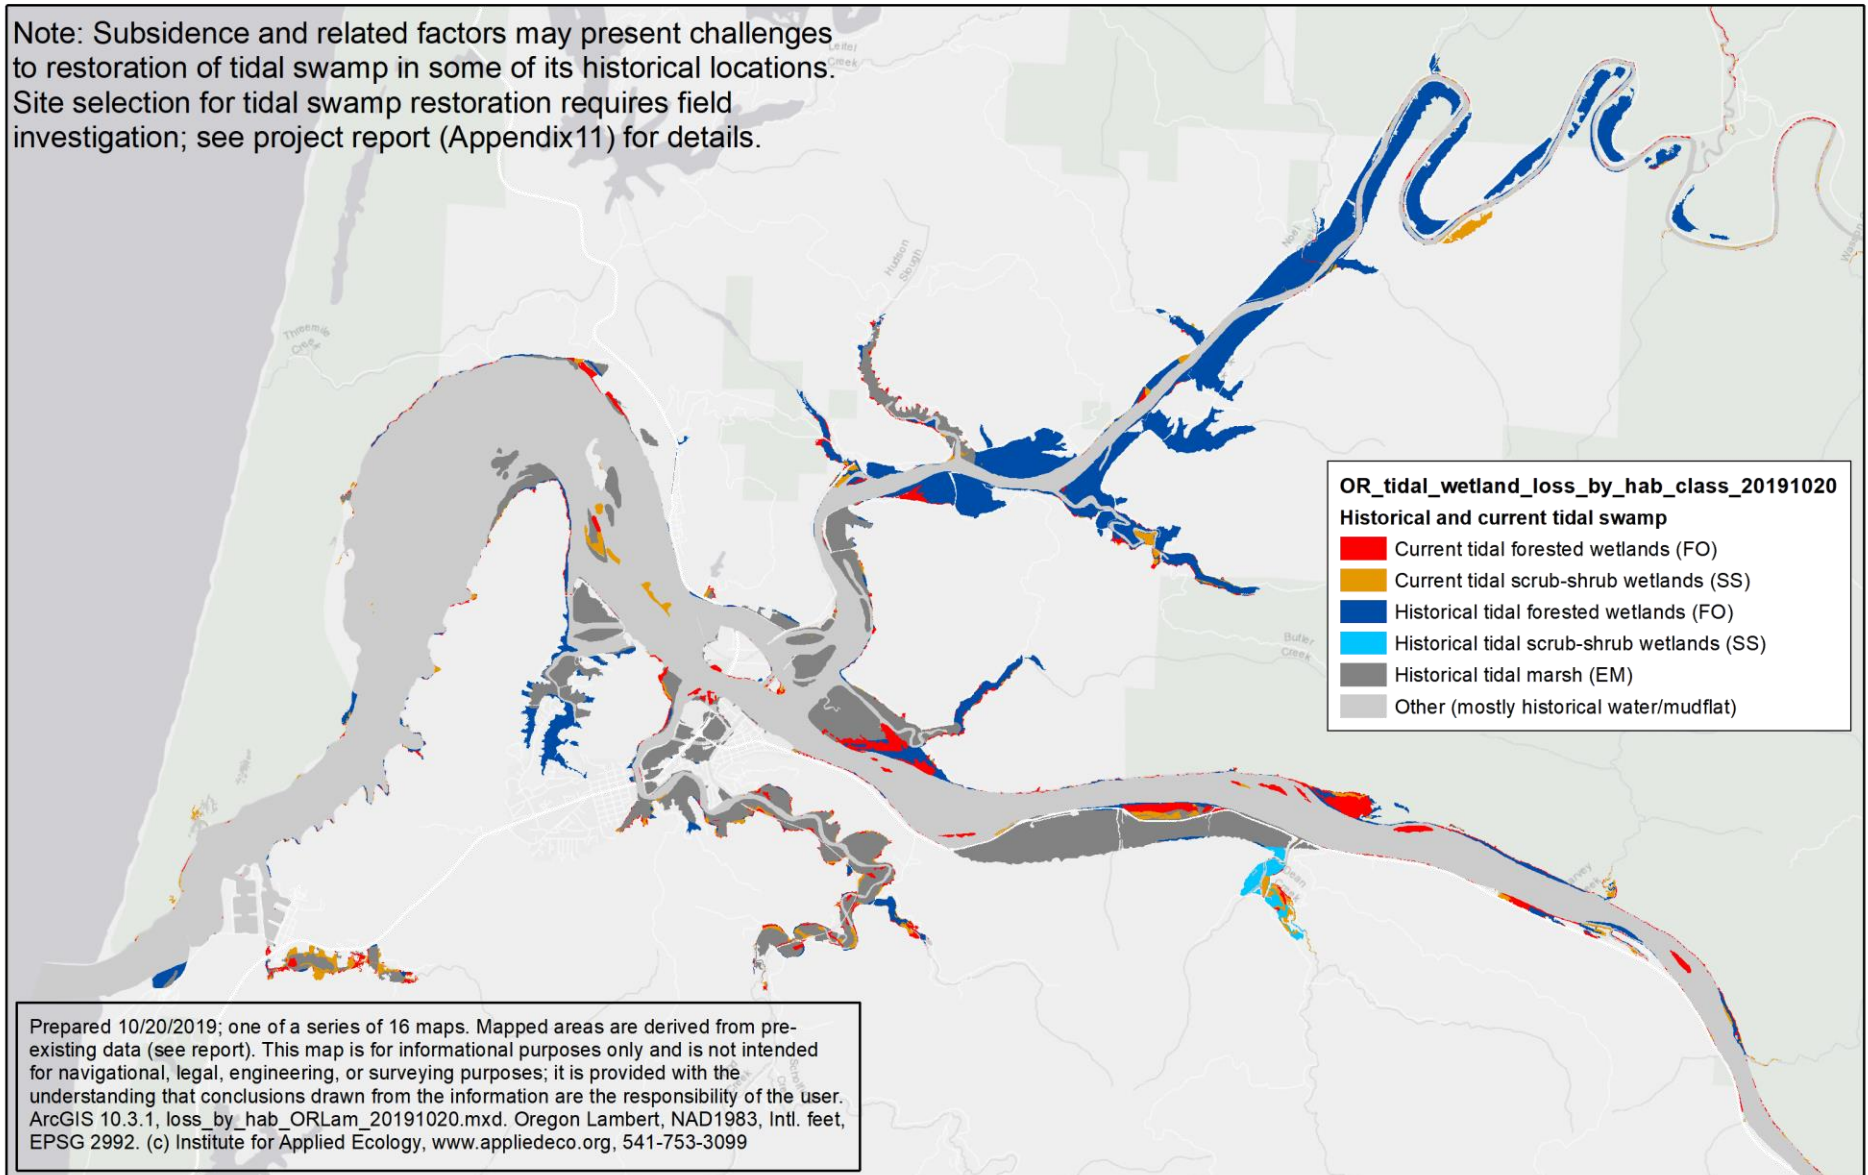 Note: Subsidence and related factors may present challenges
to restoration of tidal swamp in some of its historical locations.
Site selection for tidal swamp restoration requires field
investigation; see project report (Appendix11) for details.
Leitel
Creek
Noel
Hudson
Slough
Threemile
Butler
Creek
Dean
Creek
OR_tidal_wetland_loss_by_hab_class_20191020
Historical and current tidal swamp
Current tidal forested wetlands (FO)
Current tidal scrub-shrub wetlands (SS)
Historical tidal forested wetlands (FO)
Historical tidal scrub-shrub wetlands (SS)
Historical tidal marsh (EM)
Other (mostly historical water/mudflat)
Prepared 10/20/2019; one of a series of 16 maps. Mapped areas are derived from pre-
existing data (see report). This map is for informational purposes only and is not intended
for navigational, legal, engineering, or surveying purposes; it is provided with the
understanding that conclusions drawn from the information are the responsibility of the user.
ArcGIS 10.3.1, loss_by_hab_ORLam_20191020.mxd. Oregon Lambert, NAD1983, Intl. feet,
EPSG 2992. (c) Institute for Applied Ecology, www.appliedeco.org, 541-753-3099